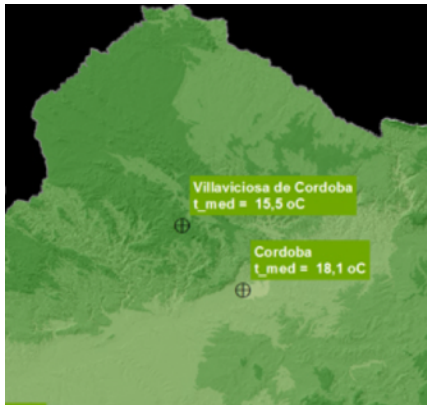 Villaviciosa de Cordoba
t_med = 15,5 oC
Cordoba
t_med = 18,1 oC